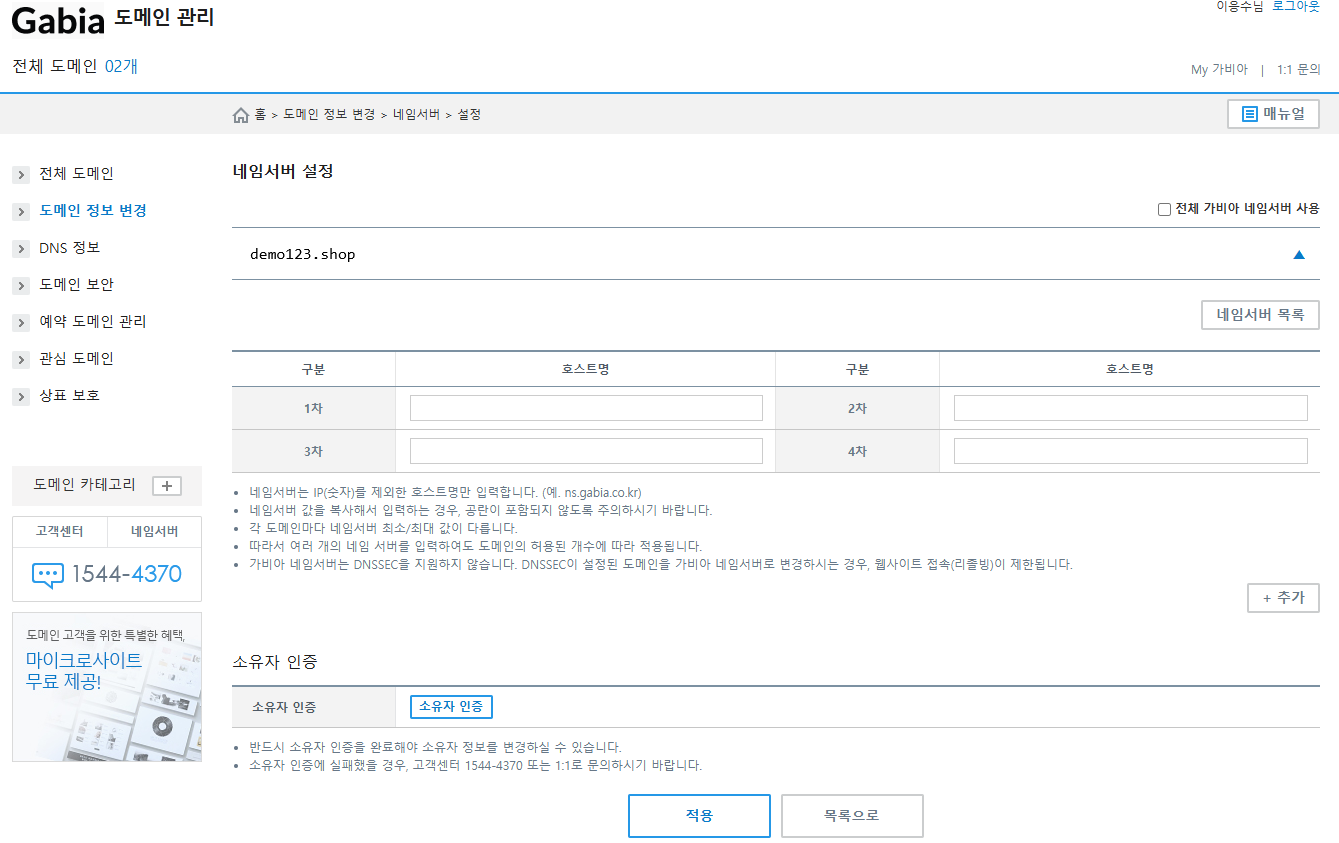 Gabia 도메인 관리
이용수님 로그아웃
전체 도메인 02개
My 가비아 | 1:1 문의
홈 > 도메인 정보 변경 > 네임서버 > 설정
매뉴얼
전체 도메인
도메인 정보 변경
DNS 정보
도메인 보안
예약 도메인 관리
관심 도메인
상표 보호
도메인 카테고리 +
고객센터 네임서버
1544-4370
도메인 고객을 위한 특별한 혜택,
마이크로사이트
무료 제공!
네임서버 설정
전체 가비아 네임서버 사용
demo123.shop
네임서버 목록
구분 호스트명 구분 호스트명
1차 2차
3차 4차
네임서버는 IP(숫자)를 제외한 호스트명만 입력합니다. (예. ns.gabia.co.kr)
네임서버 값을 복사해서 입력하는 경우, 공란이 포함되지 않도록 주의하시기 바랍니다.
각 도메인마다 네임서버 최소/최대 값이 다릅니다.
따라서 여러 개의 네임 서버를 입력하여도 도메인의 허용된 개수에 따라 적용됩니다.
가비아 네임서버는 DNSSEC을 지원하지 않습니다. DNSSEC이 설정된 도메인을 가비아 네임서버로 변경하시는 경우, 웹사이트 접속(리졸빙)이 제한됩니다.
+ 추가
소유자 인증
소유자 인증 소유자 인증
반드시 소유자 인증을 완료해야 소유자 정보를 변경하실 수 있습니다.
소유자 인증에 실패했을 경우, 고객센터 1544-4370 또는 1:1로 문의하시기 바랍니다.
적용 목록으로